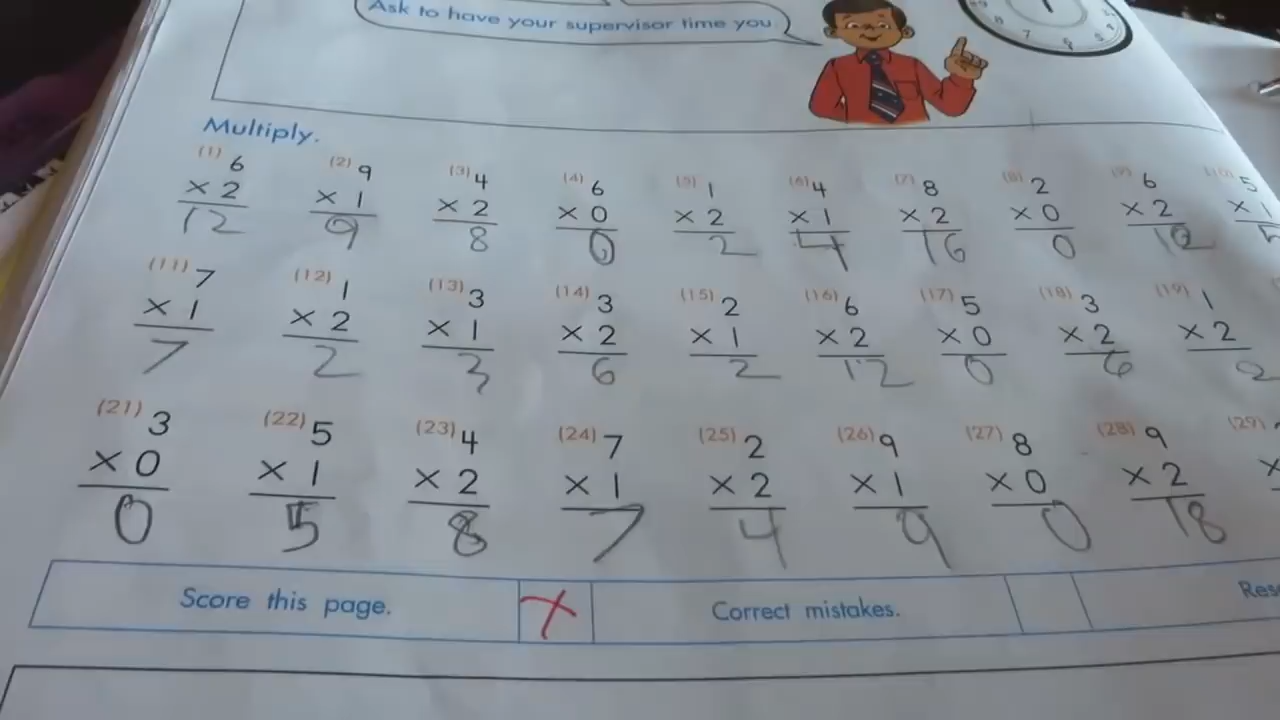 Ask to have your supervisor time you
Multiply.
(1) 6 (2) 9 (3) 4 (4) 6 (5) 1 (6) 4 (7) 8 (8) 2 (9) 6 (10) 5
× 2 × 1 × 2 × 0 × 2 × 1 × 2 × 0 × 2 × 1
12 9 8 0 2 4 16 0
(11) 7 (12) 1 (13) 3 (14) 3 (15) 2 (16) 6 (17) 5 (18) 3 (19) 1
× 1 × 2 × 1 × 2 × 1 × 2 × 0 × 2 × 2
7 2 3 6 2 12 0 6 2
(21) 3 (22) 5 (23) 4 (24) 7 (25) 2 (26) 9 (27) 8 (28) 9 (29)
× 0 × 1 × 2 × 1 × 2 × 1 × 0 × 2 ×
0 5 8 7 4 9 0 18
Score this page. Correct mistakes.